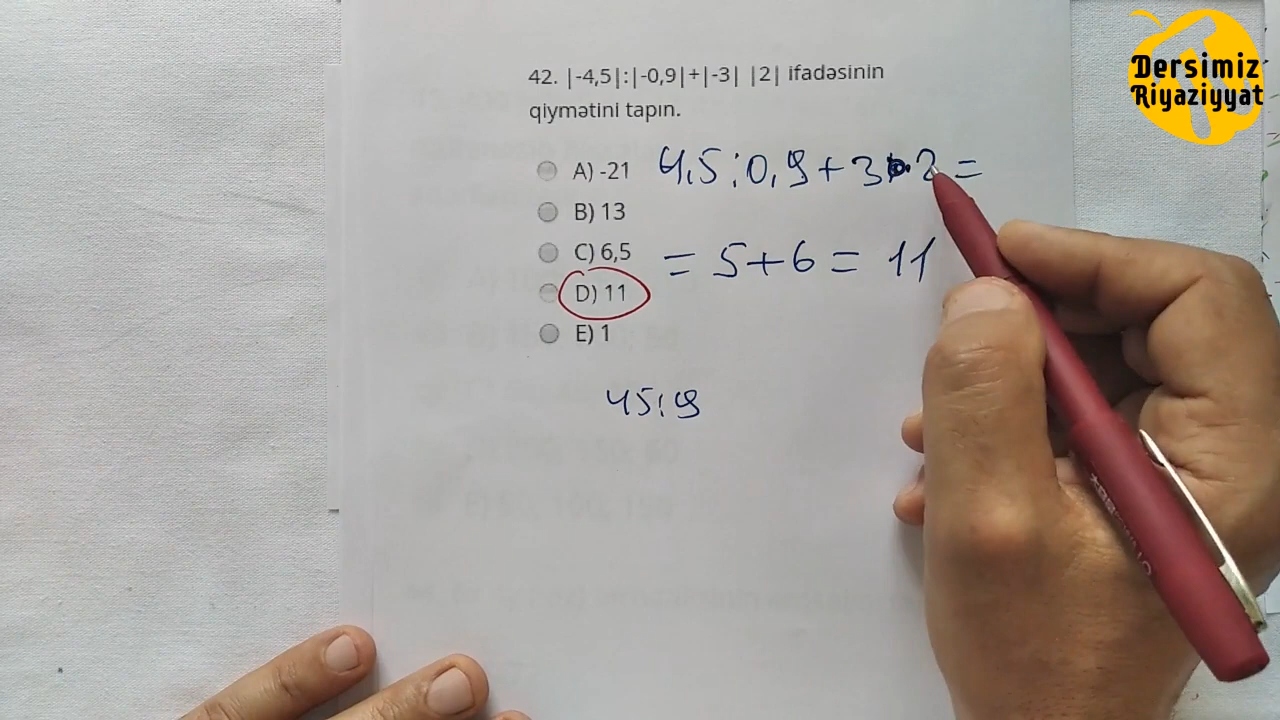 Dersimiz
Riyaziyyat
42. |-4,5|:|-0,9|+|-3| |2| ifadəsinin
qiymətini tapın.
A) -21
4,5:0,9+3·2=
B) 13
C) 6,5
=5+6=11
D) 11
E) 1
45:9